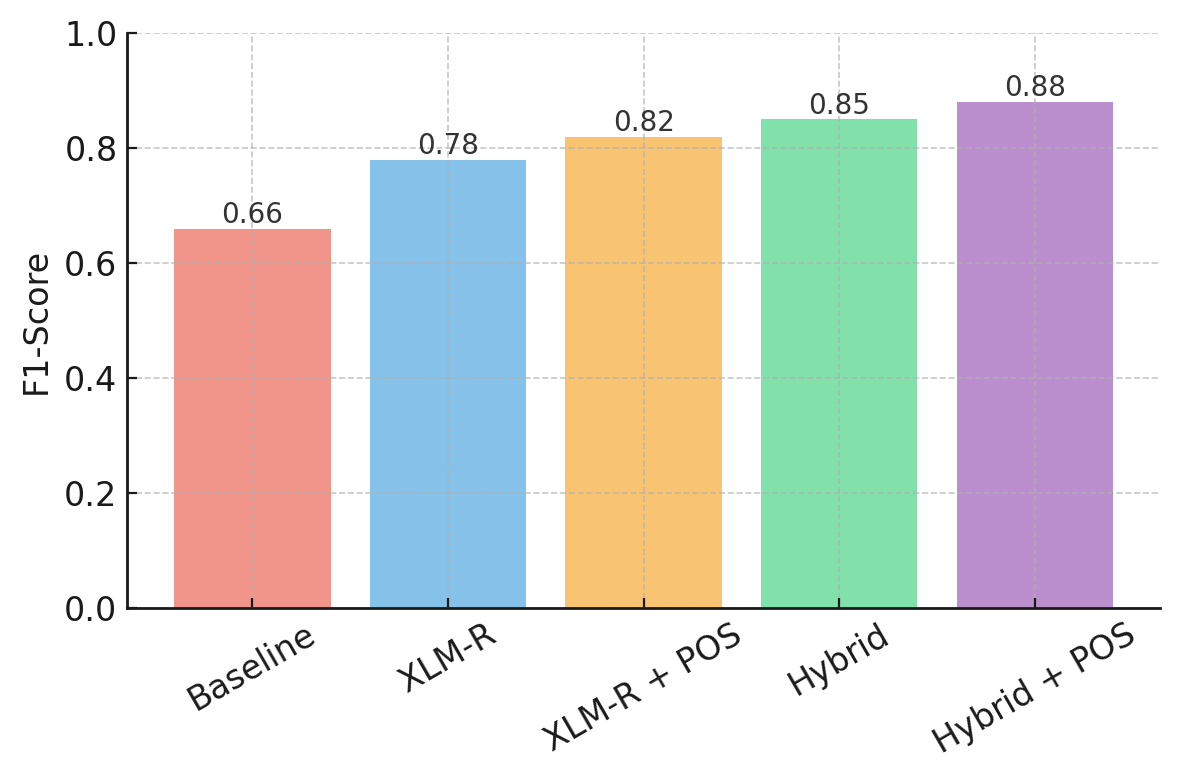 F1-Score
1.0
0.8
0.6
0.4
0.2
0.0
0.66
0.78
0.82
0.85
0.88
Baseline
XLM-R
XLM-R + POS
Hybrid
Hybrid + POS